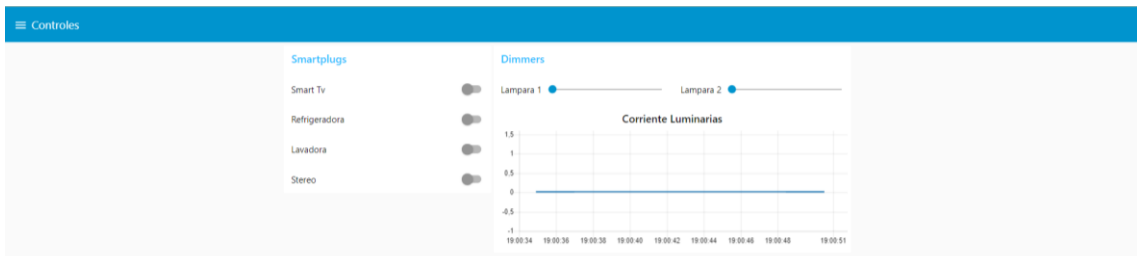 Controles
Smartplugs
Smart Tv
Refrigeradora
Lavadora
Stereo
Dimmers
Lampara 1
Lampara 2
Corriente Luminarias
1.5
1
0.5
0
-0.5
-1
19:00:34 19:00:36 19:00:38 19:00:40 19:00:42 19:00:44 19:00:46 19:00:48 19:00:51